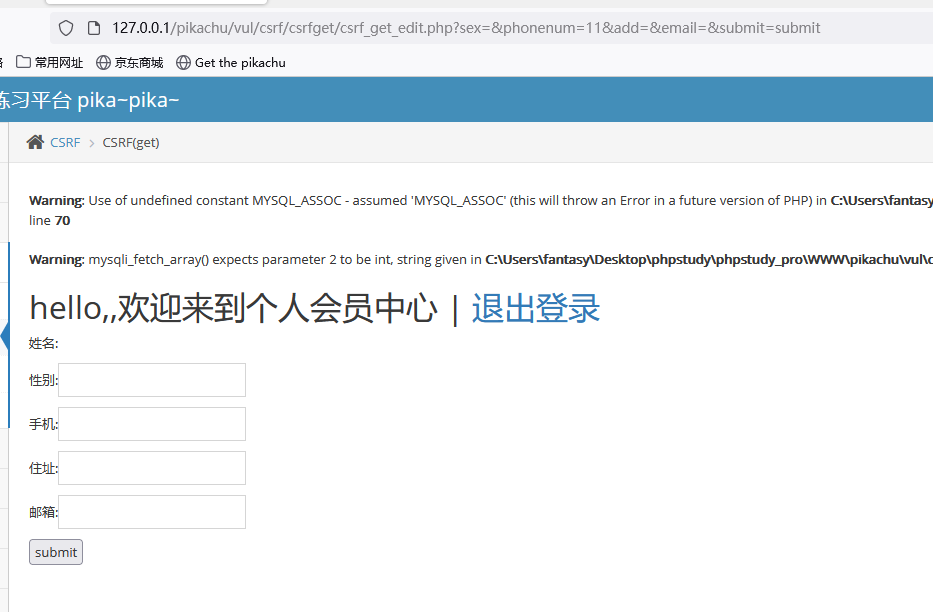 127.0.0.1/pikachu/vul/csrf/csrfget/csrf_get_edit.php?sex=&phonenum=11&add=&email=&submit=submit
常用网址 京东商城 Get the pikachu
练习平台 pika~pika~
CSRF > CSRF(get)
Warning: Use of undefined constant MYSQL_ASSOC - assumed 'MYSQL_ASSOC' (this will throw an Error in a future version of PHP) in C:\Users\fantasy
line 70
Warning: mysqli_fetch_array() expects parameter 2 to be int, string given in C:\Users\fantasy\Desktop\phpstudy\phpstudy_pro\WWW\pikachu\vul\c
hello,,欢迎来到个人会员中心 | 退出登录
姓名:
性别:
手机:
住址:
邮箱:
submit